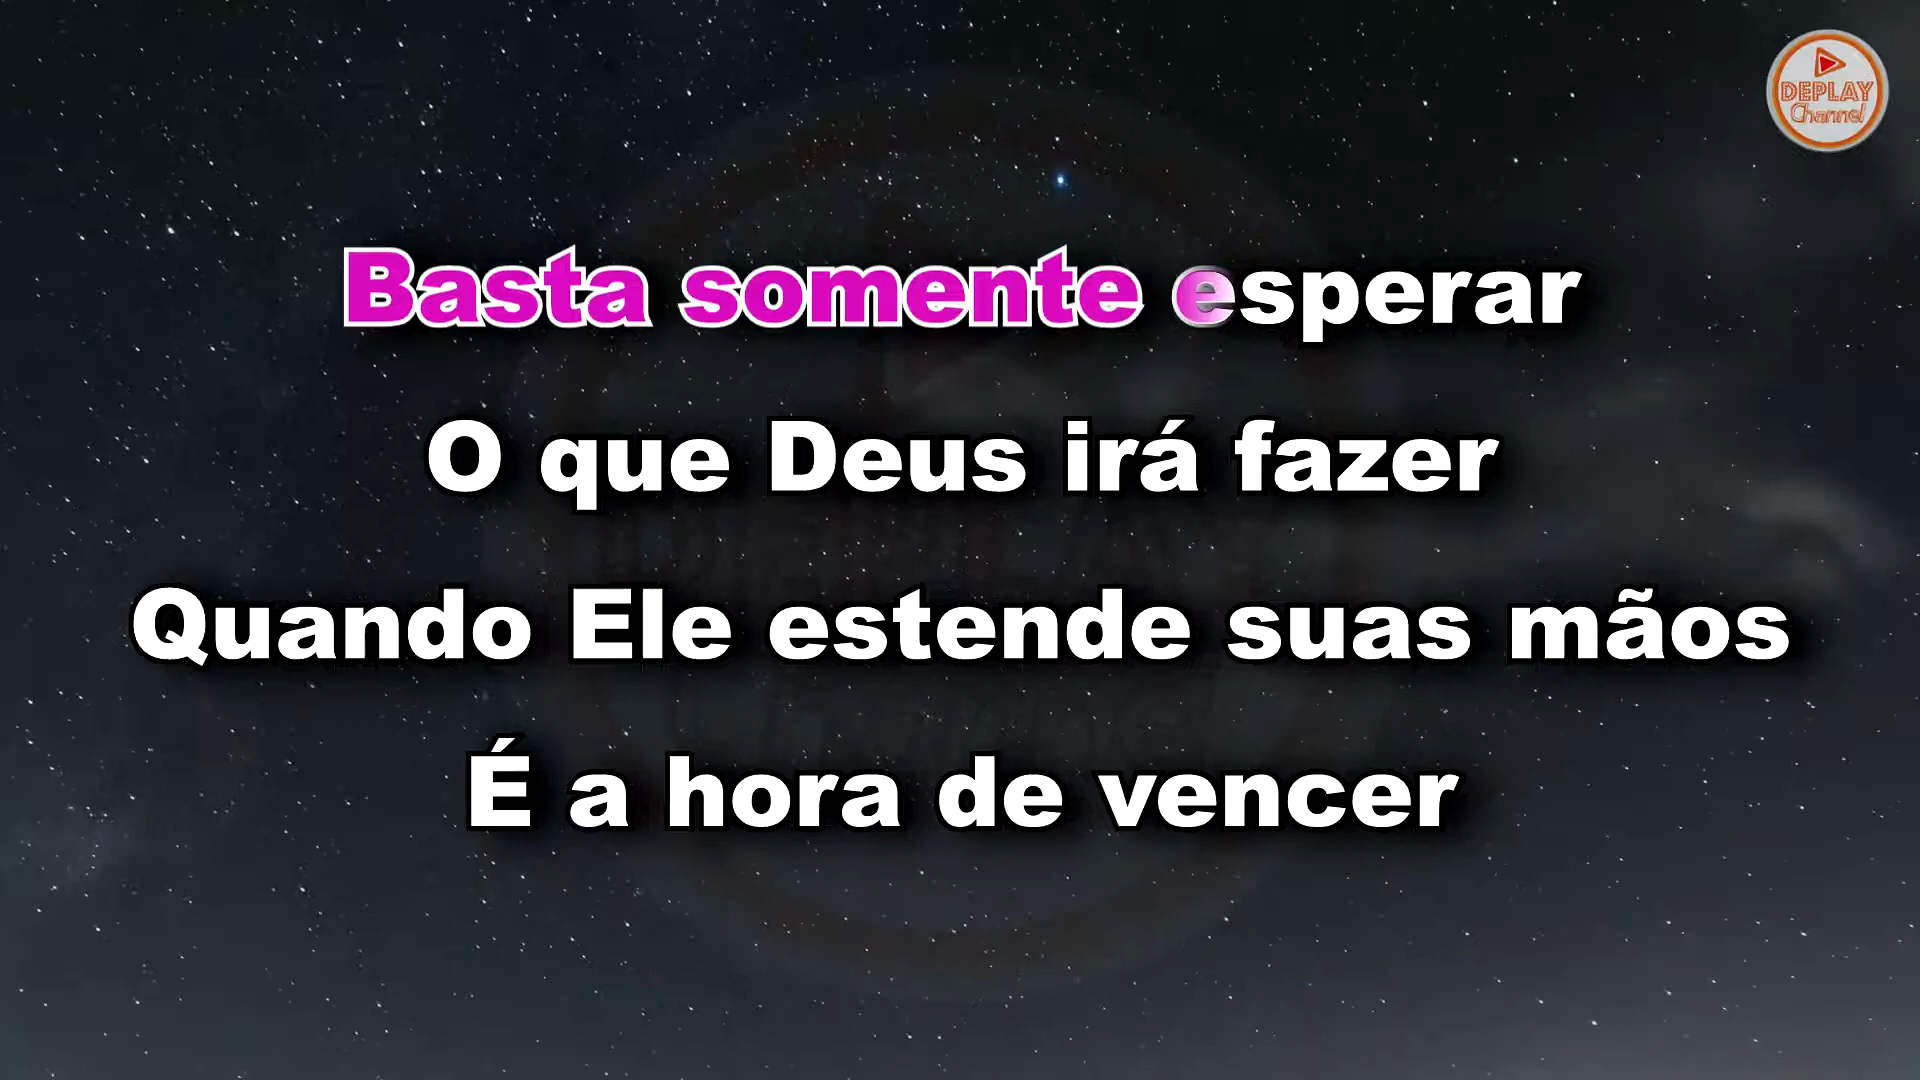 DEPLAY
Channel
Basta somente esperar
O que Deus irá fazer
Quando Ele estende suas mãos
É a hora de vencer